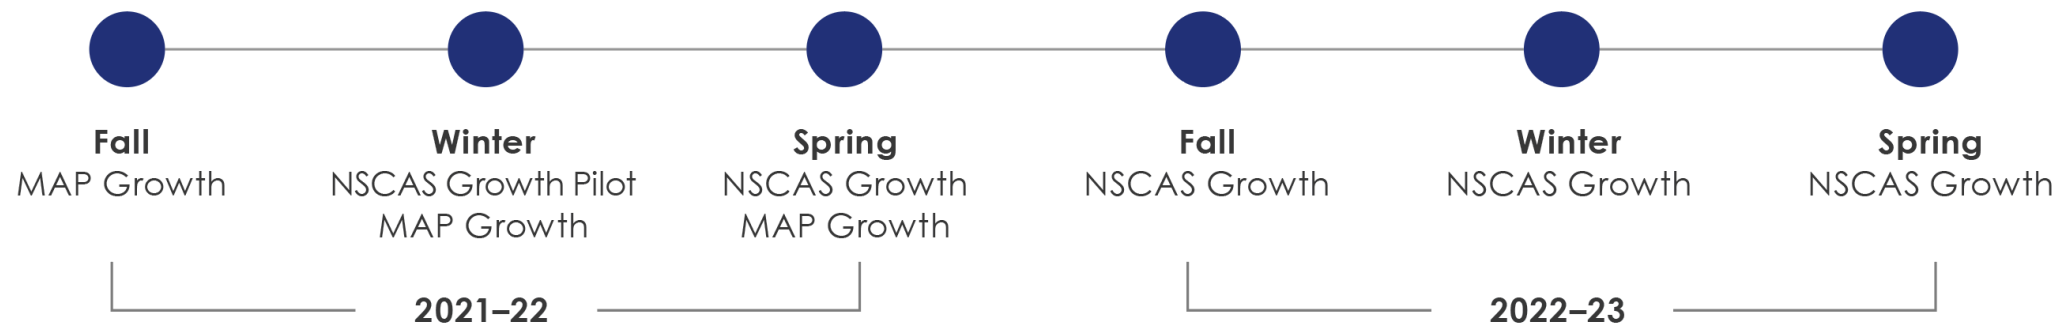 Fall
MAP Growth
Winter
NSCAS Growth Pilot
MAP Growth
Spring
NSCAS Growth
MAP Growth
Fall
NSCAS Growth
Winter
NSCAS Growth
Spring
NSCAS Growth
2021–22
2022–23